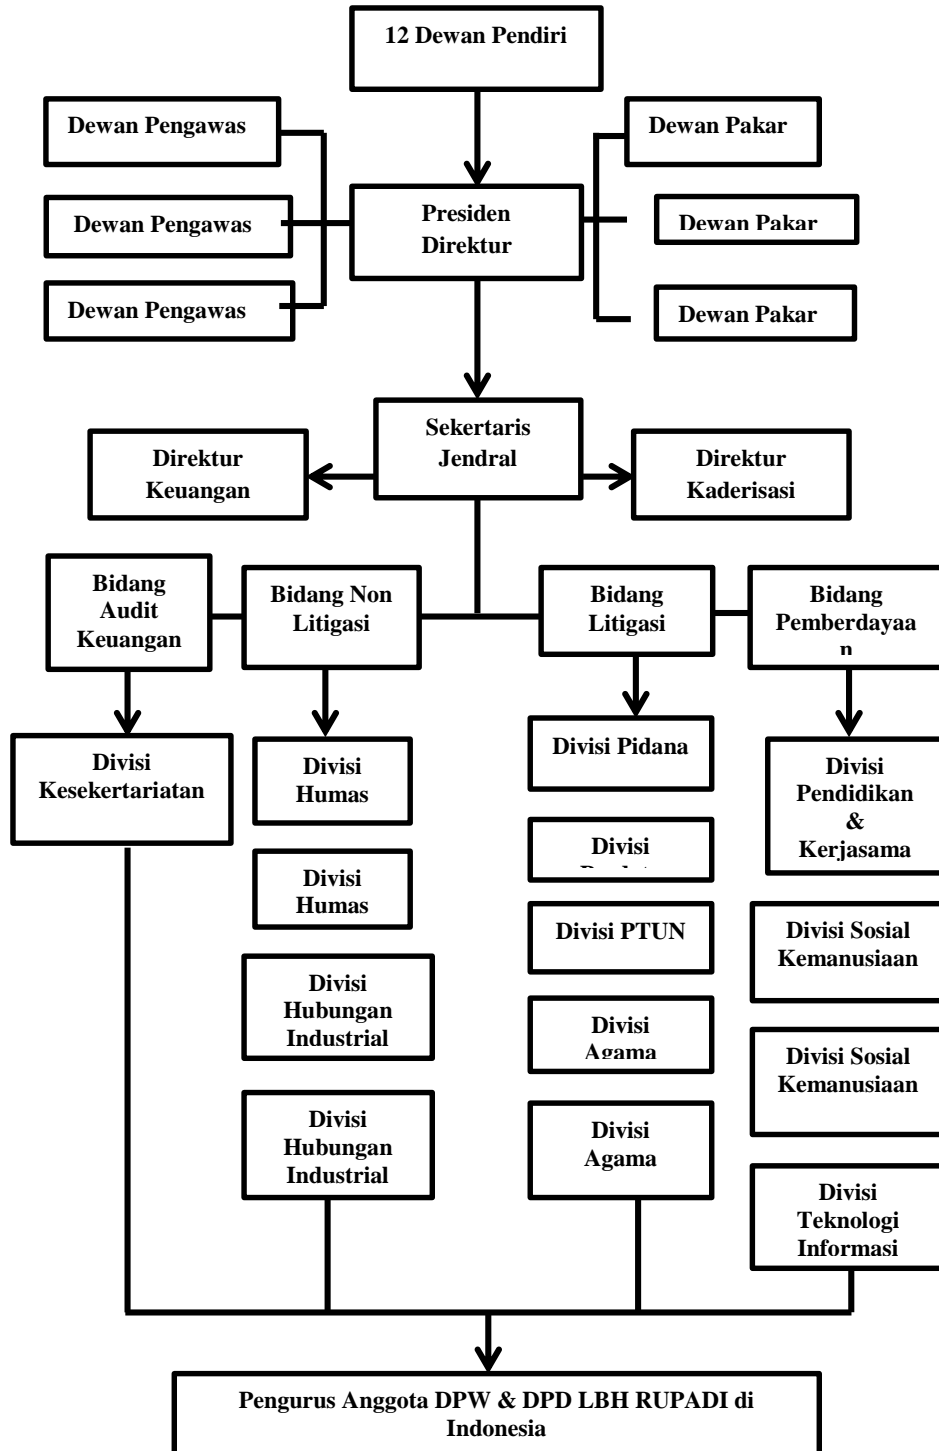 12 Dewan Pendiri
Dewan Pengawas
Dewan Pakar
Dewan Pengawas
Presiden
Direktur
Dewan Pakar
Dewan Pengawas
Dewan Pakar
Sekertaris
Jendral
Direktur
Keuangan
Direktur
Kaderisasi
Bidang
Audit
Keuangan
Bidang Non
Litigasi
Bidang
Litigasi
Bidang
Pemberdayaa
n
Divisi
Kesekertariatan
Divisi
Humas
Divisi Pidana
Divisi
Pendidikan
&
Kerjasama
Divisi
Humas
Divisi
Divisi PTUN
Divisi Sosial
Kemanusiaan
Divisi
Hubungan
Industrial
Divisi
Agama
Divisi Sosial
Kemanusiaan
Divisi
Hubungan
Industrial
Divisi
Agama
Divisi
Teknologi
Informasi
Pengurus Anggota DPW & DPD LBH RUPADI di
Indonesia